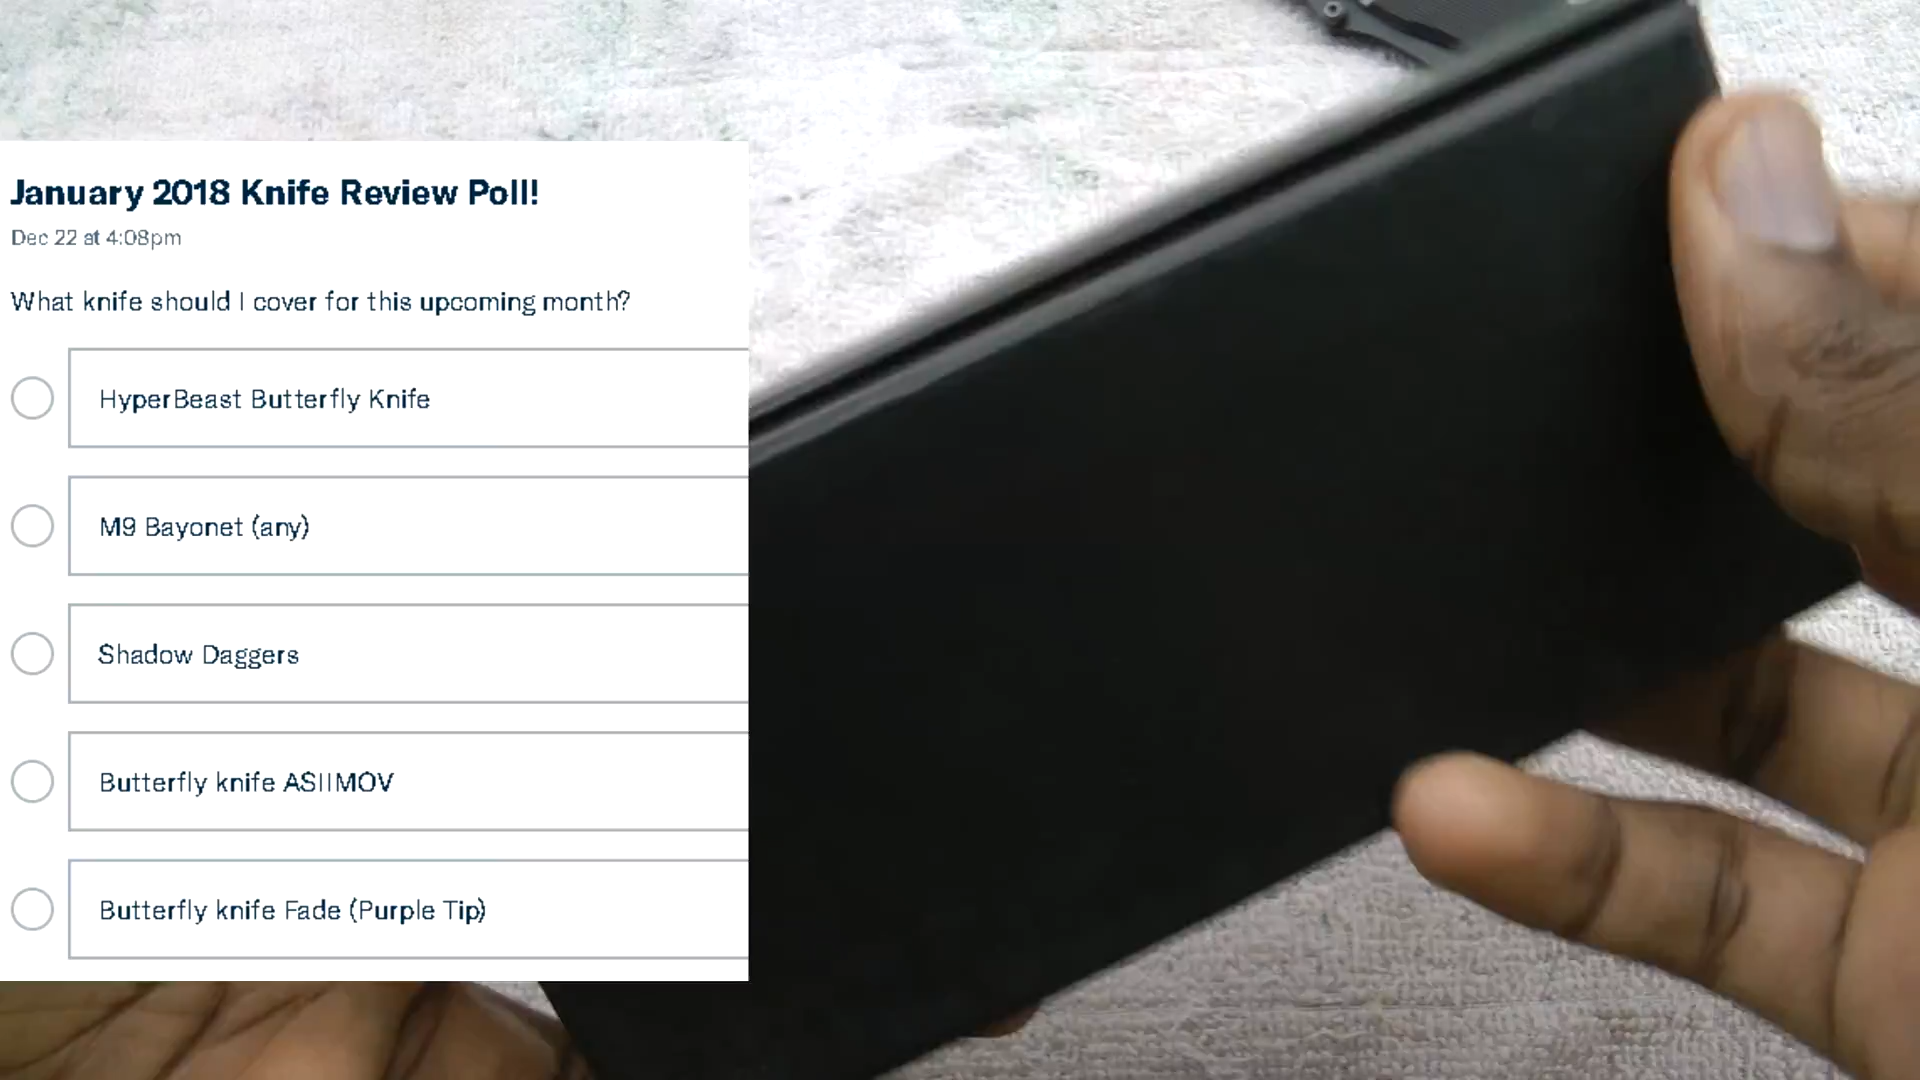 January 2018 Knife Review Poll!
Dec 22 at 4:08pm
What knife should I cover for this upcoming month?
HyperBeast Butterfly Knife
M9 Bayonet (any)
Shadow Daggers
Butterfly knife ASIIMOV
Butterfly knife Fade (Purple Tip)